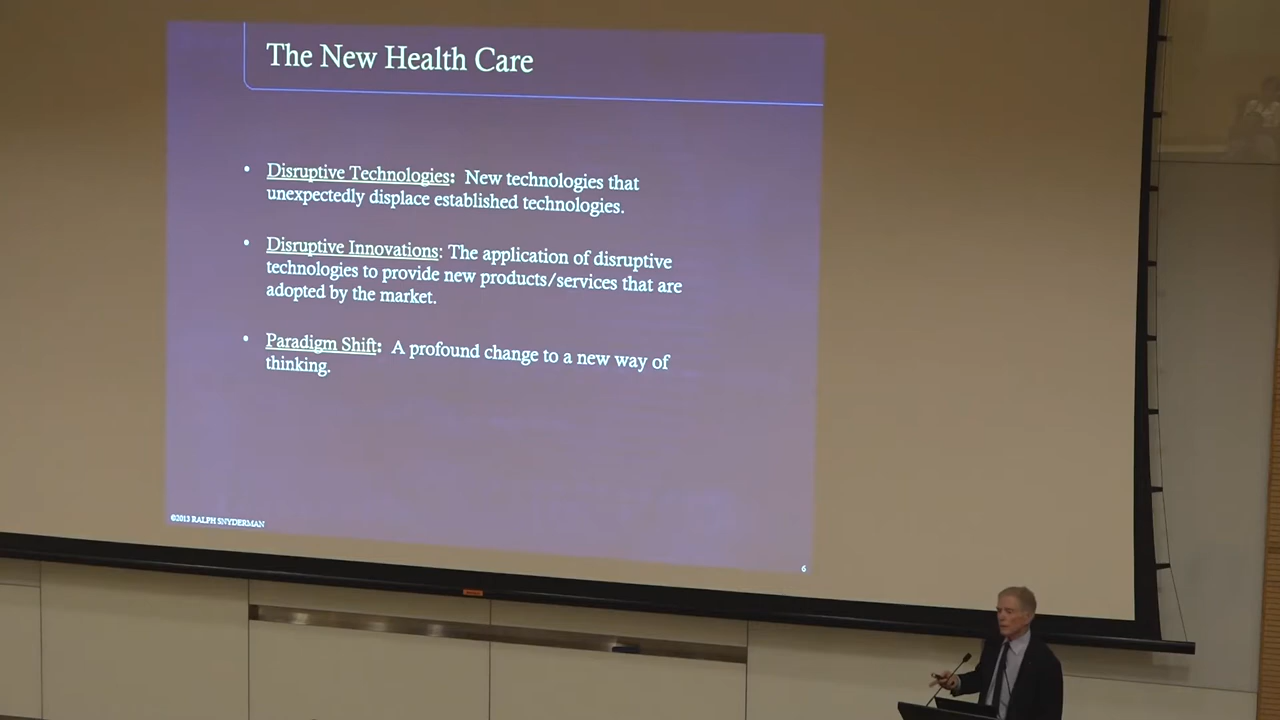 The New Health Care
• Disruptive Technologies: New technologies that
unexpectedly displace established technologies.
• Disruptive Innovations: The application of disruptive
technologies to provide new products/services that are
adopted by the market.
• Paradigm Shift: A profound change to a new way of
thinking.
©2013 RALPH SNYDERMAN
6